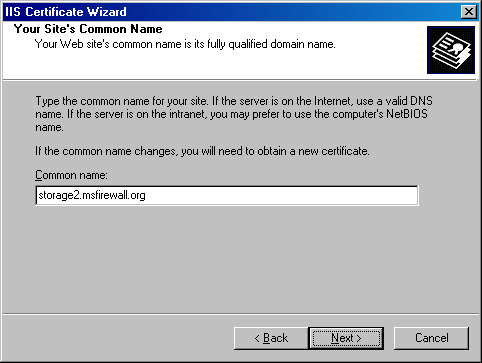 IIS Certificate Wizard
Your Site's Common Name
Your Web site's common name is its fully qualified domain name.
Type the common name for your site. If the server is on the Internet, use a valid DNS
name. If the server is on the intranet, you may prefer to use the computer's NetBIOS
name.
If the common name changes, you will need to obtain a new certificate.
Common name:
storage2.msfirewall.org
< Back
Next >
Cancel